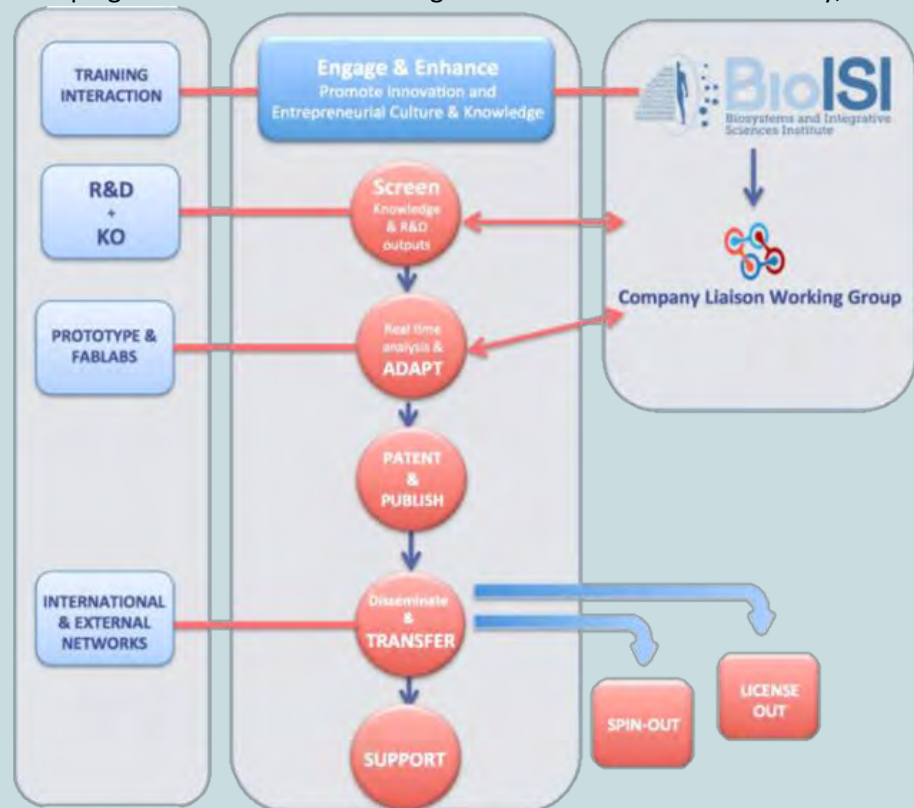 TRAINING
INTERACTION
Engage & Enhance
Promote Innovation and
Entrepreneurial Culture & Knowledge
BioISI
Biosystems and Integrative
Sciences Institute
R&D
+
KO
Screen
Knowledge
& R&D
outputs
Company Liaison Working Group
PROTOTYPE &
FABLABS
Real time
analysis &
ADAPT
PATENT
&
PUBLISH
INTERNATIONAL
& EXTERNAL
NETWORKS
Disseminate
&
TRANSFER
SPIN-OUT
LICENSE
OUT
SUPPORT